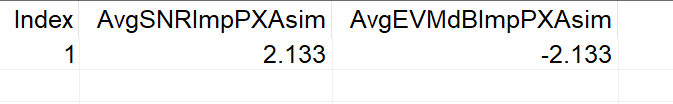 Index AvgSNRImpPXAsim AvgEVMdBImpPXAsim
1 2.133 -2.133